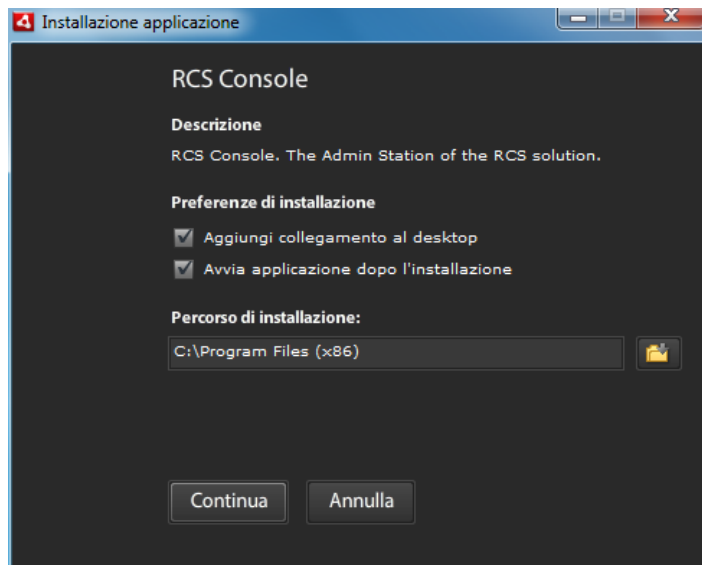 Installazione applicazione
RCS Console
Descrizione
RCS Console. The Admin Station of the RCS solution.
Preferenze di installazione
Aggiungi collegamento al desktop
Avvia applicazione dopo l'installazione
Percorso di installazione:
C:\Program Files (x86)
Continua
Annulla